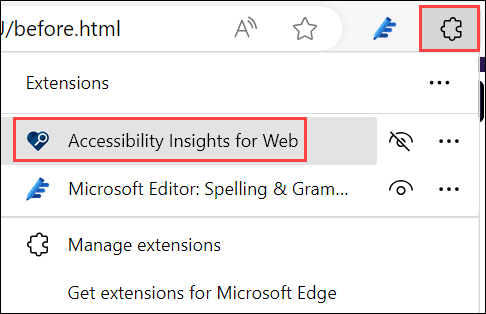 /before.html
Extensions
Accessibility Insights for Web
Microsoft Editor: Spelling & Gram...
Manage extensions
Get extensions for Microsoft Edge